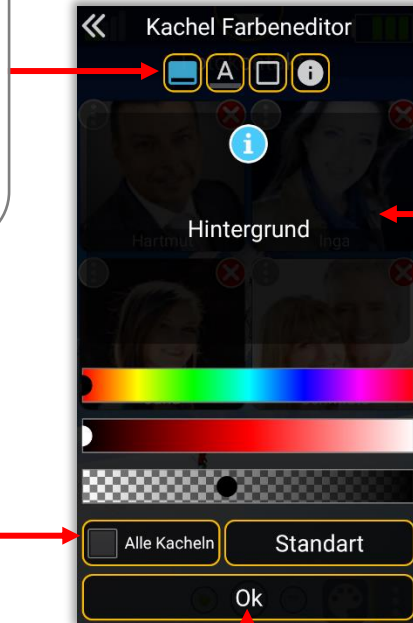 Kachel Farbeneditor
A
i
i
Hartmut
Hintergrund
Inga
Alle Kacheln
Standart
Ok